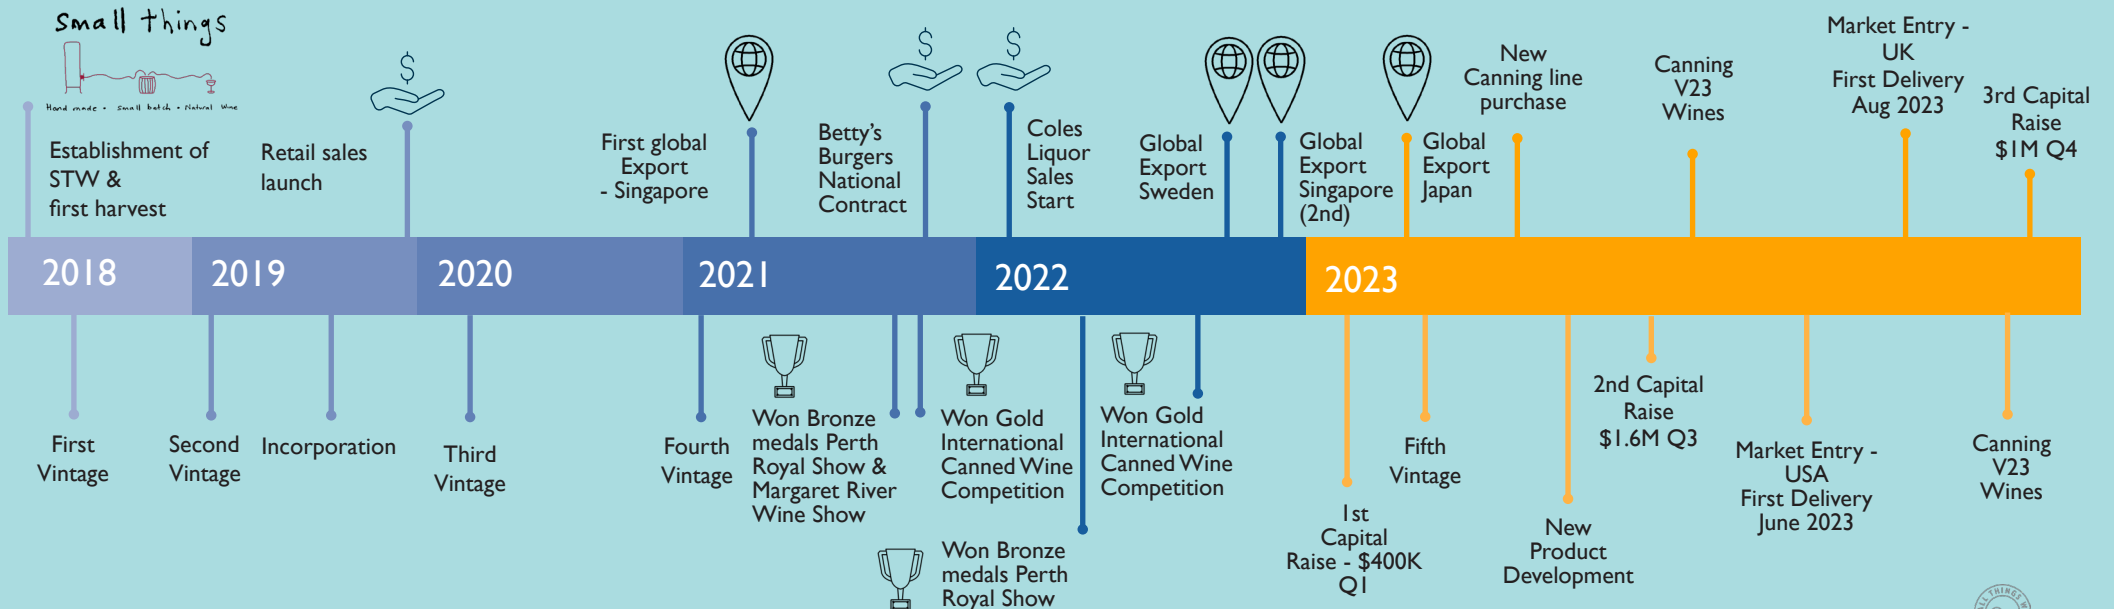 small things
Hand made • Small batch • Natural Wine
Establishment of
STW &
first harvest
Retail sales
launch
First global
Export
- Singapore
Betty's
Burgers
National
Contract
$
$
$
Coles
Liquor
Sales
Start
Global
Export
Sweden
Global
Export
Singapore
(2nd)
Global
Export
Japan
New
Canning line
purchase
Canning
V23
Wines
Market Entry -
UK
First Delivery
Aug 2023
3rd Capital
Raise
$1M Q4
2018
2019
2020
2021
2022
2023
First
Vintage
Second
Vintage
Incorporation
Third
Vintage
Fourth
Vintage
Won Bronze
medals Perth
Royal Show &
Margaret River
Wine Show
Won Gold
International
Canned Wine
Competition
Won Bronze
medals Perth
Royal Show
Won Gold
International
Canned Wine
Competition
1st
Capital
Raise - $400K
Q1
Fifth
Vintage
New
Product
Development
2nd Capital
Raise
$1.6M Q3
Market Entry -
USA
First Delivery
June 2023
Canning
V23
Wines
THINGS